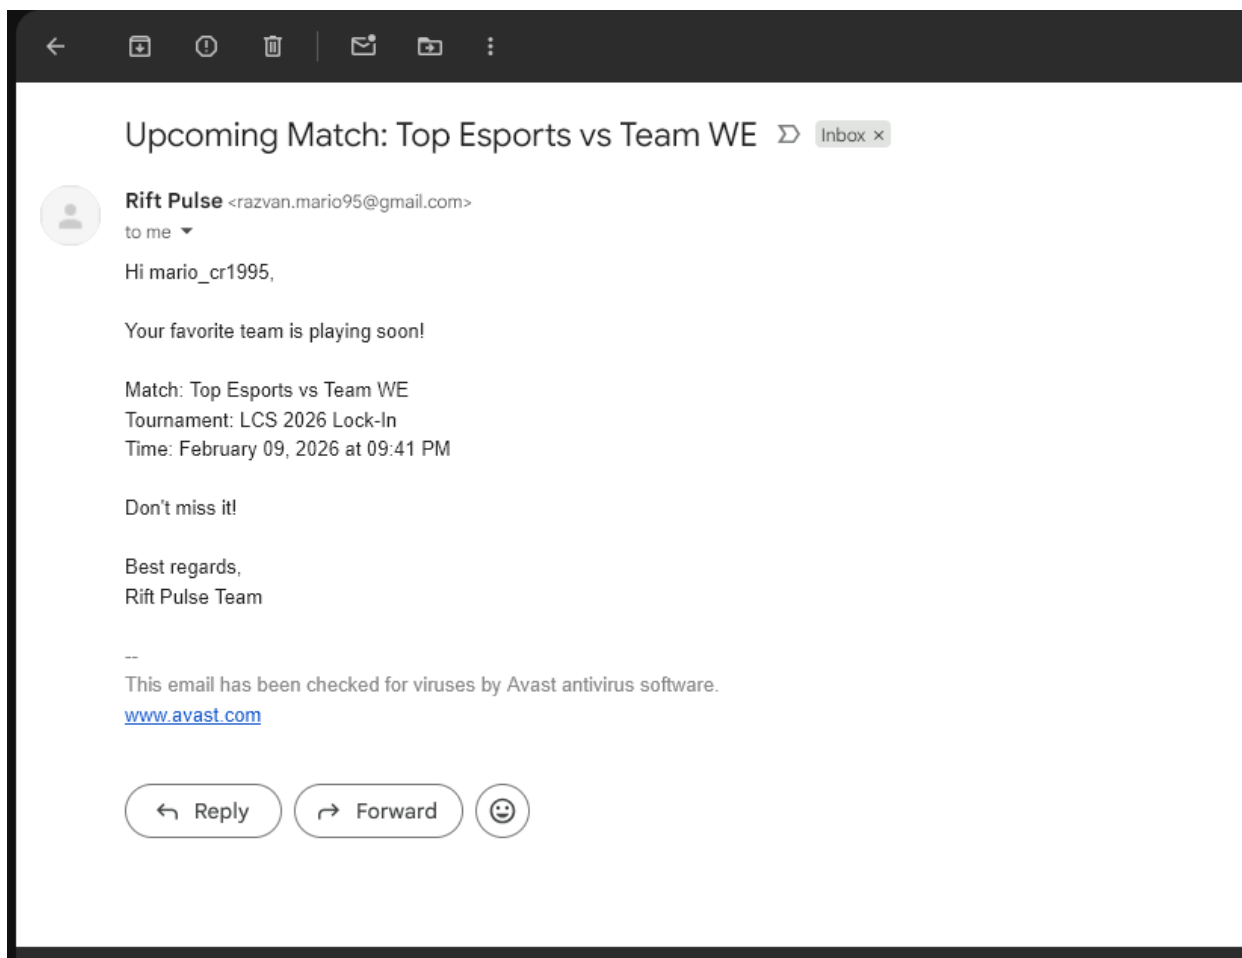 Upcoming Match: Top Esports vs Team WE Inbox ×
Rift Pulse <razvan.mario95@gmail.com>
to me
Hi mario_cr1995,
Your favorite team is playing soon!
Match: Top Esports vs Team WE
Tournament: LCS 2026 Lock-In
Time: February 09, 2026 at 09:41 PM
Don't miss it!
Best regards,
Rift Pulse Team
--
This email has been checked for viruses by Avast antivirus software.
www.avast.com
Reply Forward